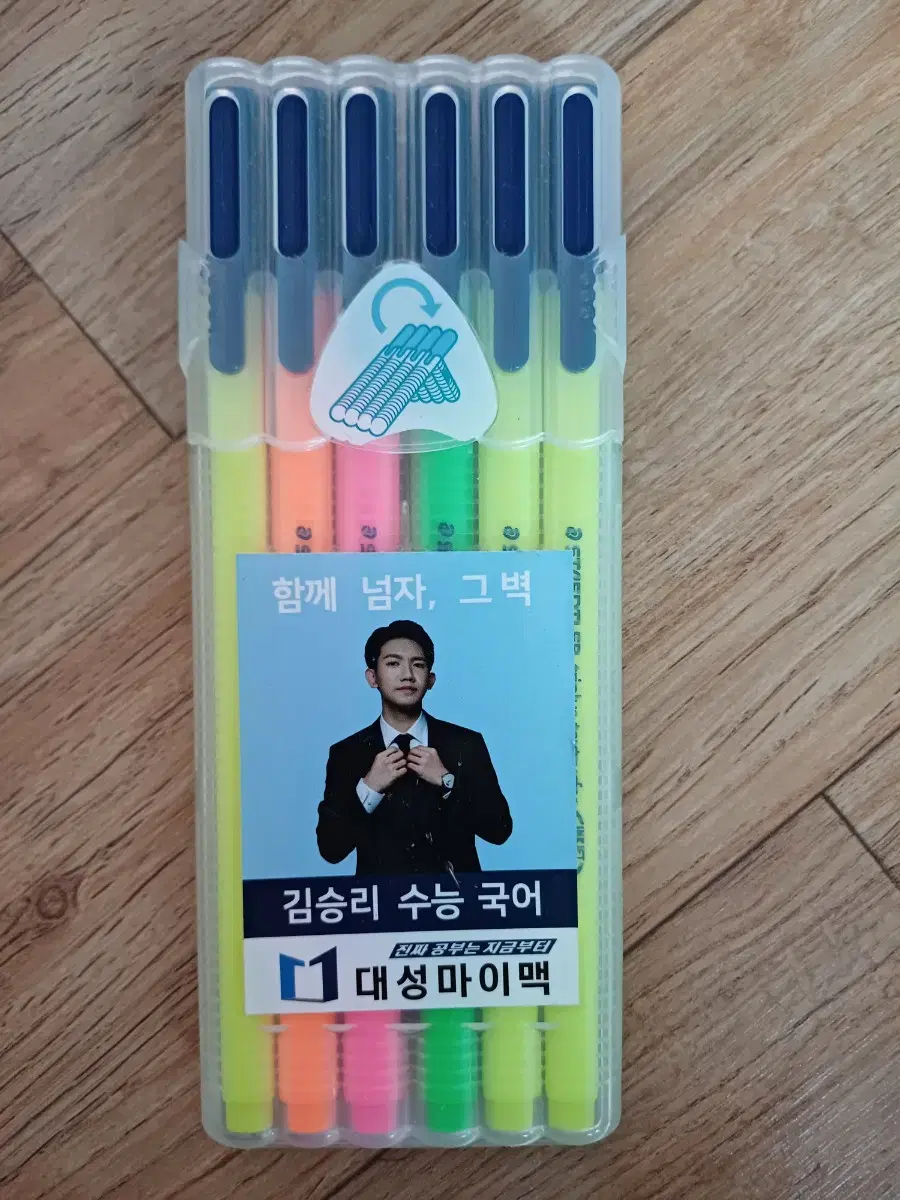 STAEDTLER
함께 넘자, 그 벽
김승리 수능 국어
진짜 공부는 지금부터
대성마이맥